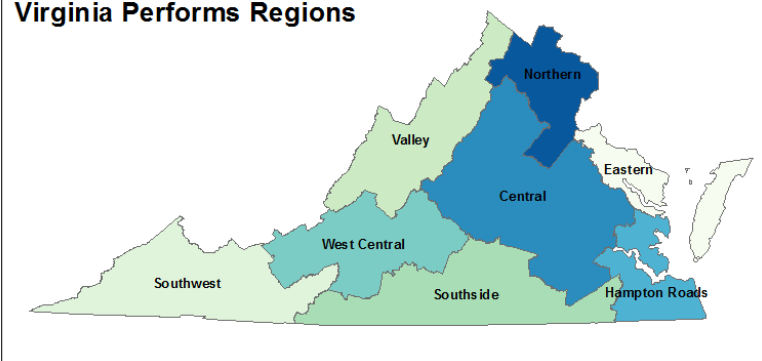 Virginia Performs Regions
Northern
Valley
Eastern
Central
West Central
Southwest
Southside
Hampton Roads